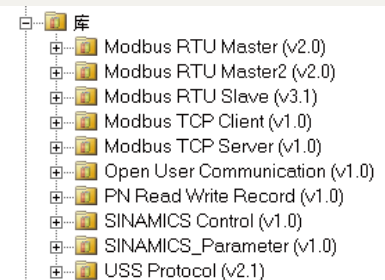 库
Modbus RTU Master (v2.0)
Modbus RTU Master2 (v2.0)
Modbus RTU Slave (v3.1)
Modbus TCP Client (v1.0)
Modbus TCP Server (v1.0)
Open User Communication (v1.0)
PN Read Write Record (v1.0)
SINAMICS Control (v1.0)
SINAMICS_Parameter (v1.0)
USS Protocol (v2.1)